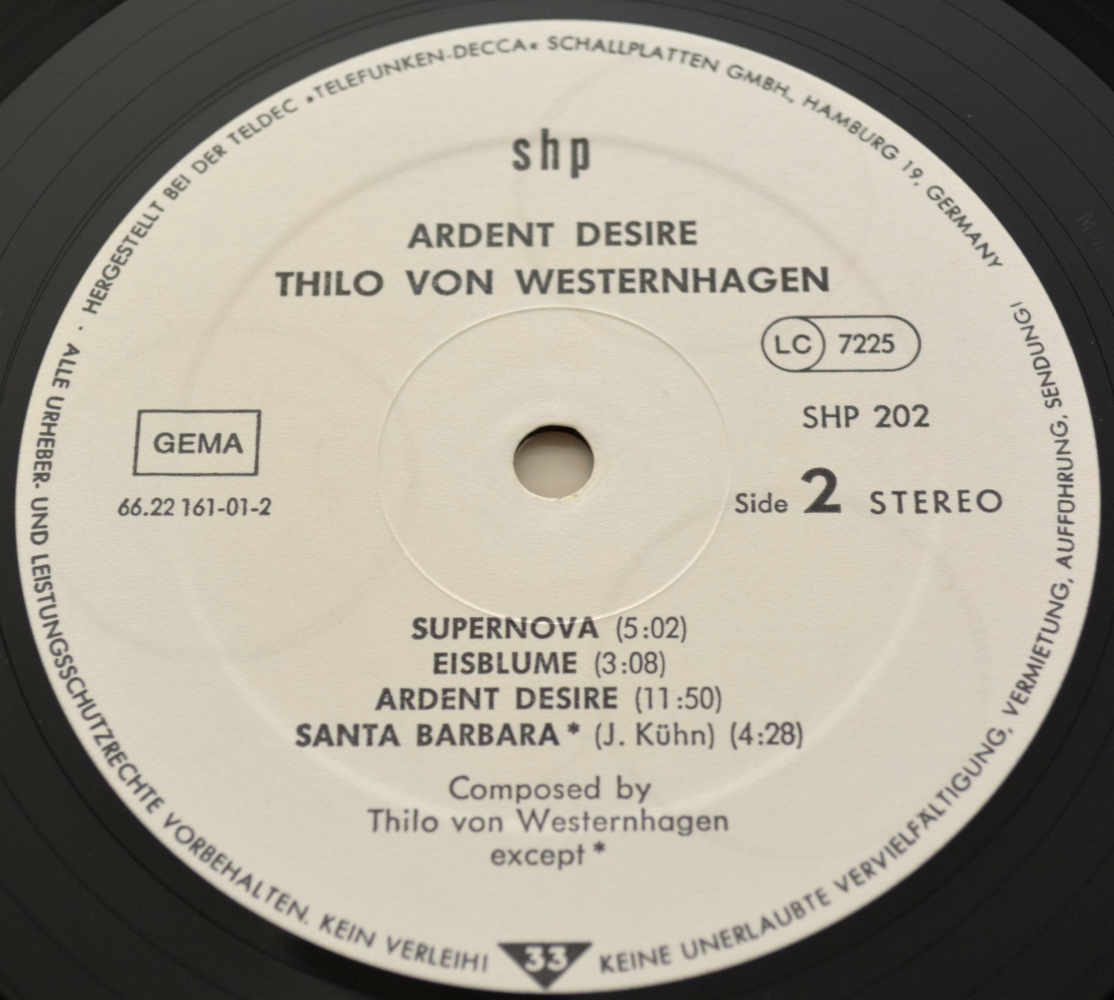 HERGESTELLT BEI DER TELDEC »TELEFUNKEN-DECCA« SCHALLPLATTEN GMBH., HAMBURG 19, GERMANY
shp
ARDENT DESIRE
THILO VON WESTERNHAGEN
LC 7225
SHP 202
GEMA
66.22 161-01-2
Side 2 STEREO
SUPERNOVA (5:02)
EISBLUME (3:08)
ARDENT DESIRE (11:50)
SANTA BARBARA * (J. Kühn) (4:28)
Composed by
Thilo von Westernhagen
except *
· ALLE URHEBER- UND LEISTUNGSSCHUTZRECHTE VORBEHALTEN. KEIN VERLEIH! KEINE UNERLAUBTE VERVIELFÄLTIGUNG, VERMIETUNG, AUFFÜHRUNG, SENDUNG!
33